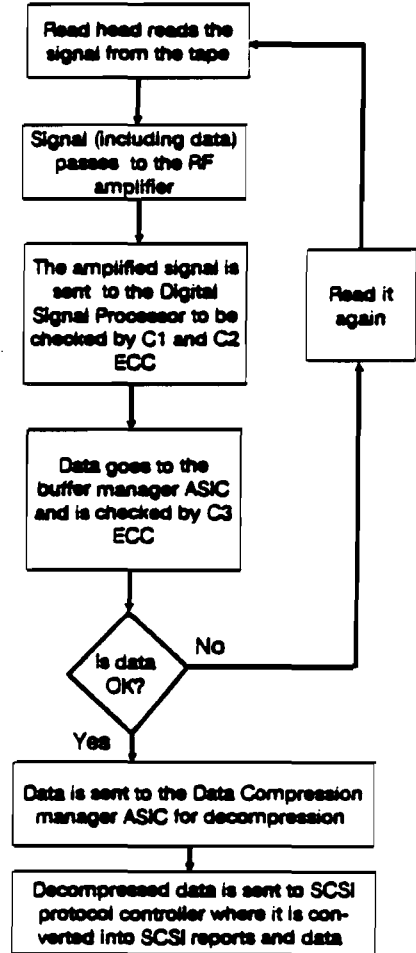 Read head reads the
signal from the tape
Signal (including data)
passes to the RF
amplifier
The amplified signal is
sent to the Digital
Signal Processor to be
checked by C1 and C2
ECC
Read it
again
Data goes to the
buffer manager ASIC
and is checked by C3
ECC
Is data
OK?
No
Yes
Data is sent to the Data Compression
manager ASIC for decompression
Decompressed data is sent to SCSI
protocol controller where it is con-
verted into SCSI reports and data